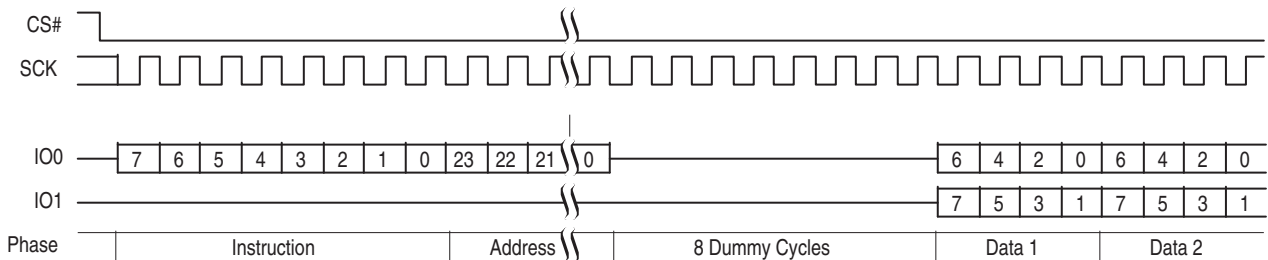 CS#
SCK
IO0 7 6 5 4 3 2 1 0 23 22 21 0 6 4 2 0 6 4 2 0
IO1 7 5 3 1 7 5 3 1
Phase Instruction Address 8 Dummy Cycles Data 1 Data 2